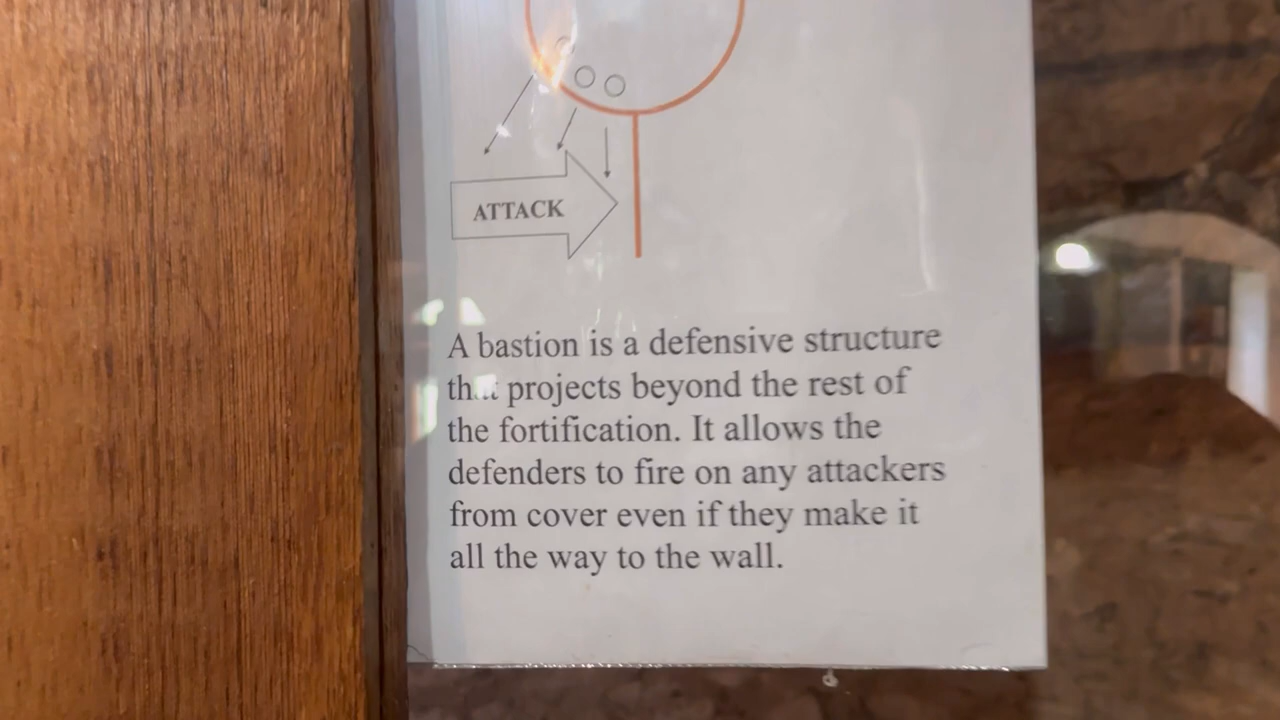 ATTACK
A bastion is a defensive structure
that projects beyond the rest of
the fortification. It allows the
defenders to fire on any attackers
from cover even if they make it
all the way to the wall.